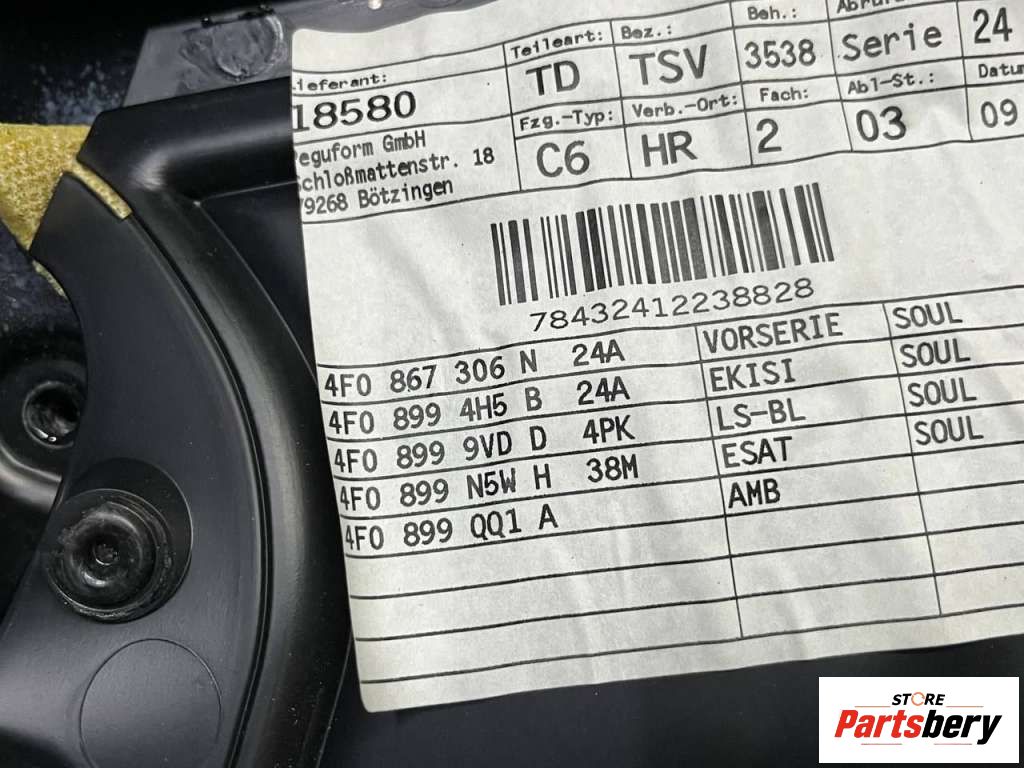 Lieferant:
18580
Peguform GmbH
Schloßmattenstr. 18
79268 Bötzingen
Teileart: Bez.: Beh.:
TD TSV 3538 Serie 24
Fzg.-Typ: Verb.-Ort: Fach: Abl-St.:
C6 HR 2 03 09
78432412238828
4F0 867 306 N 24A VORSERIE SOUL
4F0 899 4H5 B 24A EKISI SOUL
4F0 899 9VD D 4PK LS-BL SOUL
4F0 899 N5W H 38M ESAT SOUL
4F0 899 QQ1 A AMB
STORE
Partsbery